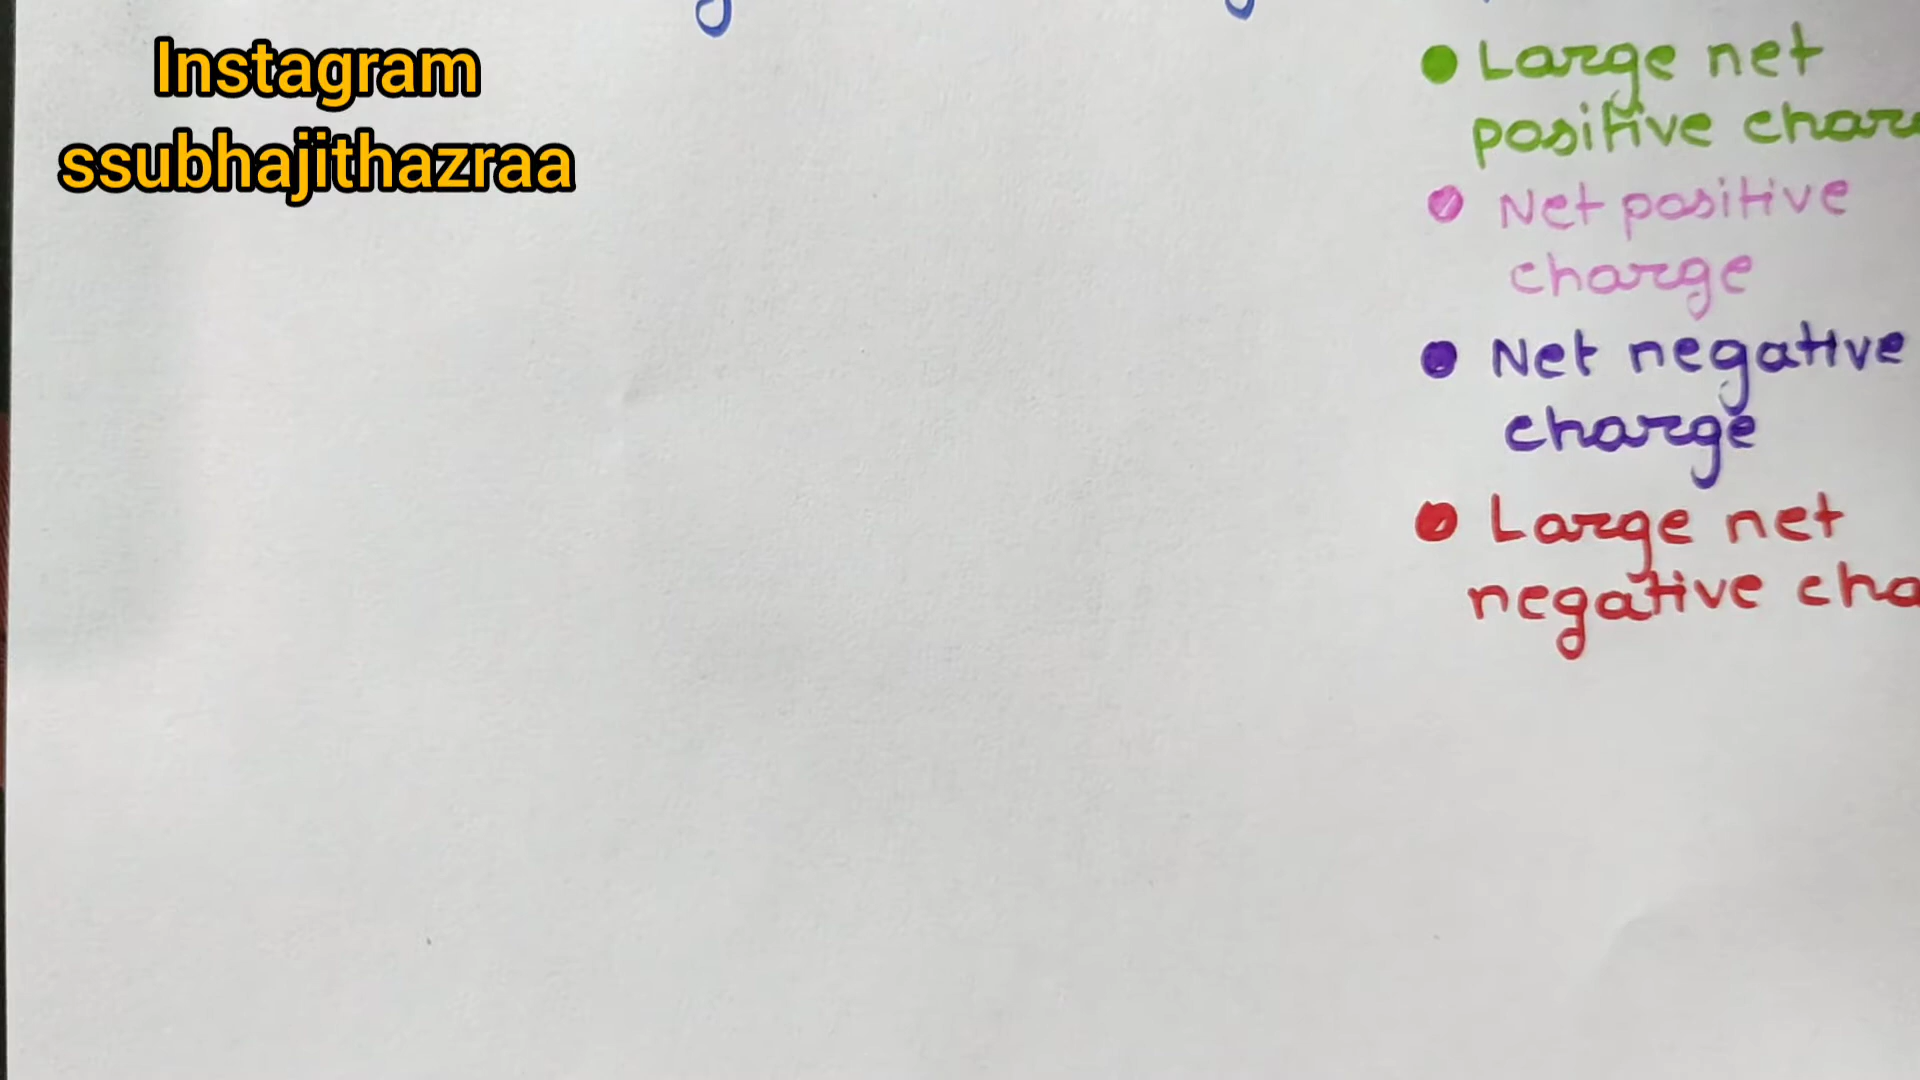 Instagram
ssubhajithazraa
Large net
positive
Net positive
charge
Net negative
charge
Large net
negative